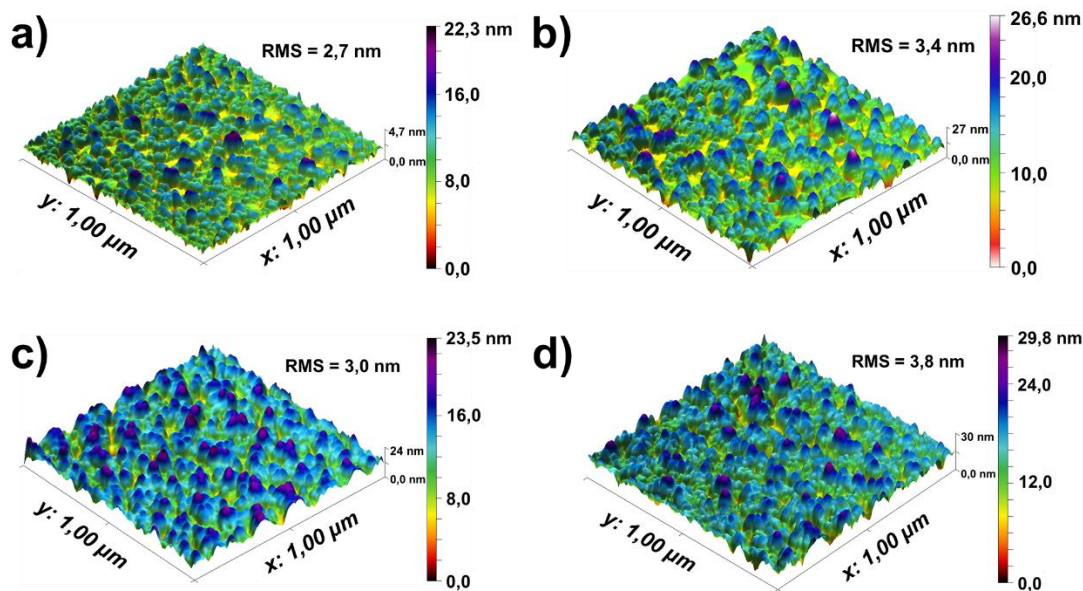 a)
RMS = 2,7 nm
22,3 nm
16,0
8,0
0,0
4,7 nm
0,0 nm
y: 1,00 µm
x: 1,00 µm
b)
RMS = 3,4 nm
26,6 nm
20,0
10,0
0,0
27 nm
0,0 nm
y: 1,00 µm
x: 1,00 µm
c)
RMS = 3,0 nm
23,5 nm
16,0
8,0
0,0
24 nm
0,0 nm
y: 1,00 µm
x: 1,00 µm
d)
RMS = 3,8 nm
29,8 nm
24,0
12,0
0,0
30 nm
0,0 nm
y: 1,00 µm
x: 1,00 µm